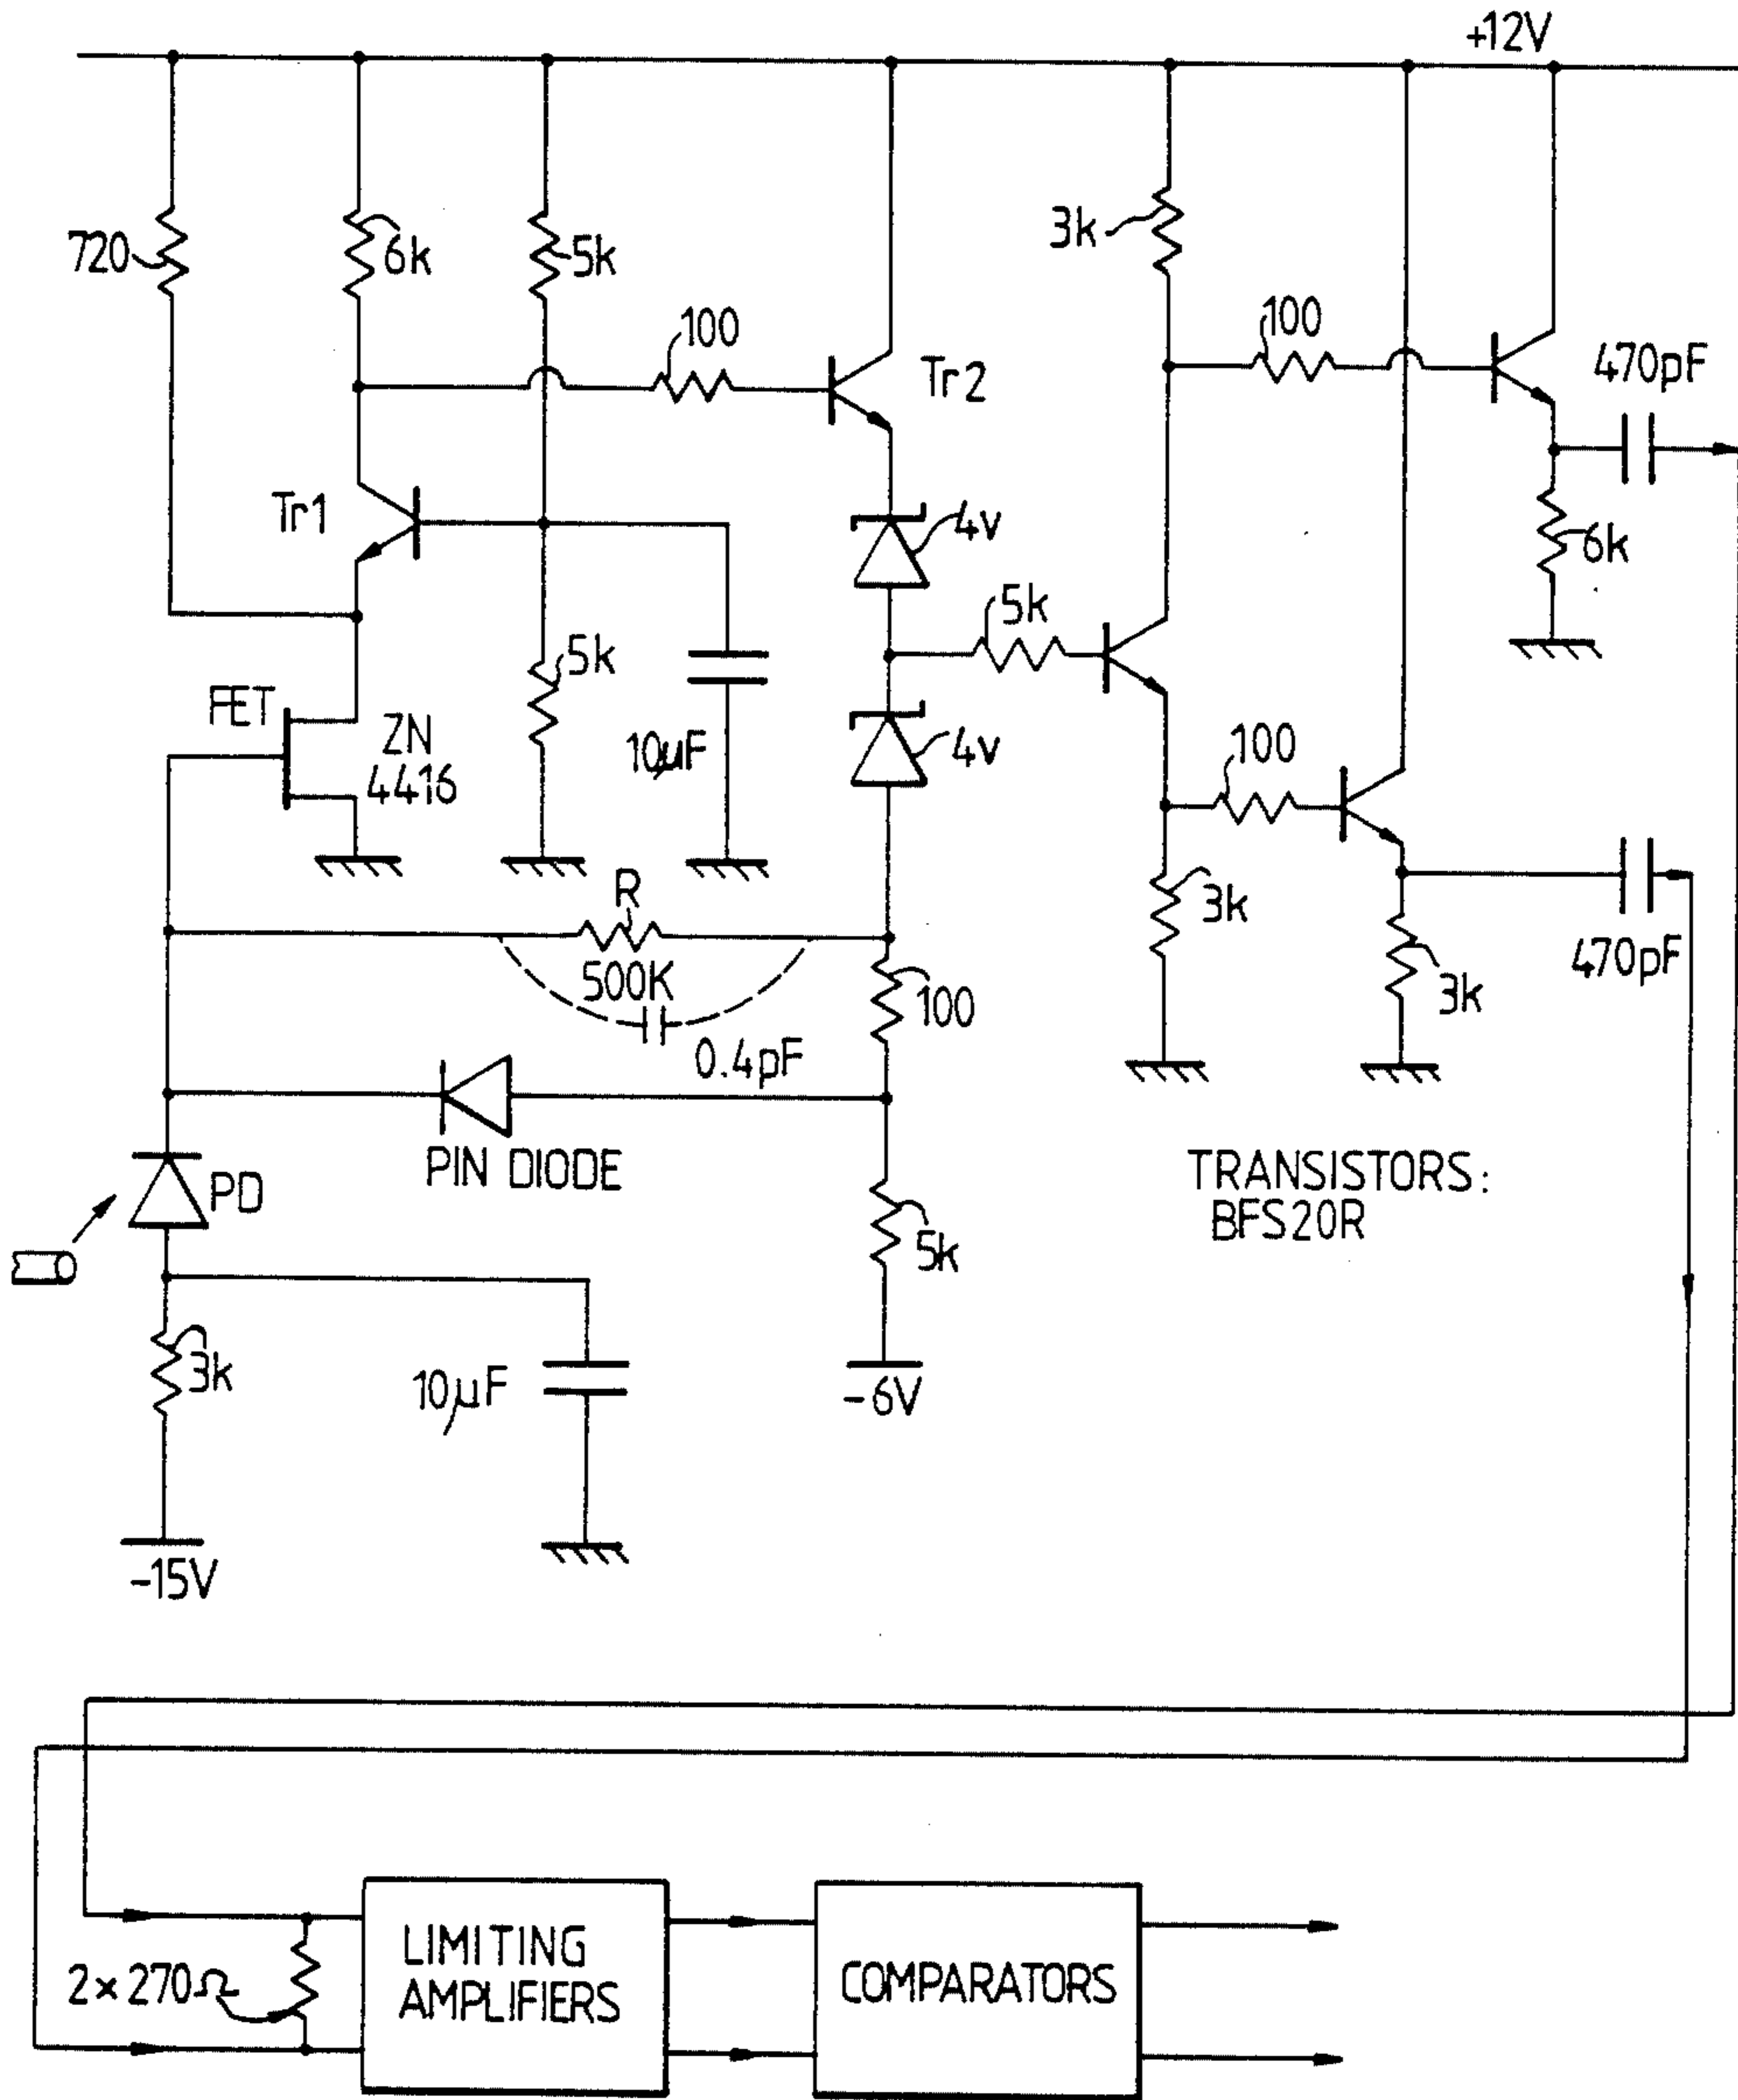 +12V
720
6k
5k
3k
100
100
470pF
Tr2
Tr1
4v
6k
5k
5k
FET
ZN
4416
10µF
4v
100
R
500K
3k
470pF
3k
100
0.4pF
PIN DIODE
PD
TRANSISTORS:
BFS20R
5k
3k
10µF
-6V
-15V
2×270Ω
LIMITING
AMPLIFIERS
COMPARATORS